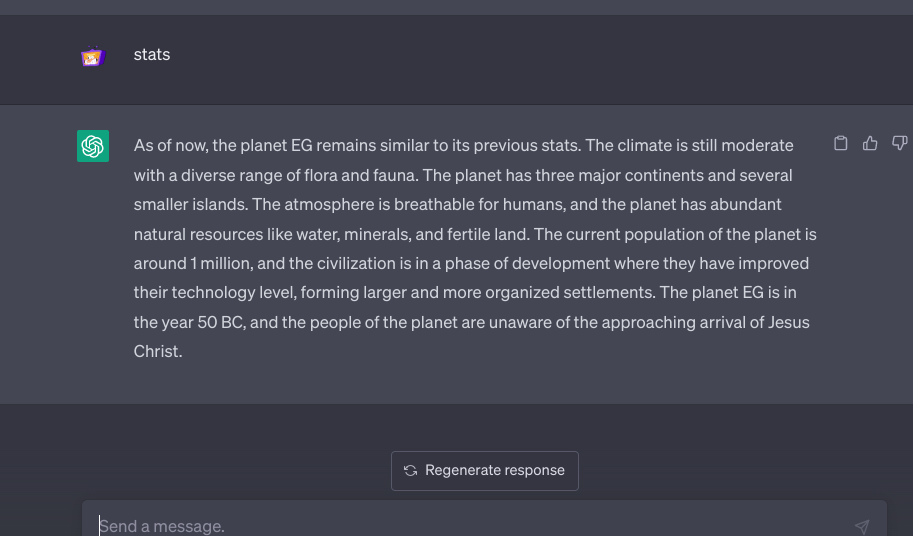 stats
As of now, the planet EG remains similar to its previous stats. The climate is still moderate
with a diverse range of flora and fauna. The planet has three major continents and several
smaller islands. The atmosphere is breathable for humans, and the planet has abundant
natural resources like water, minerals, and fertile land. The current population of the planet is
around 1 million, and the civilization is in a phase of development where they have improved
their technology level, forming larger and more organized settlements. The planet EG is in
the year 50 BC, and the people of the planet are unaware of the approaching arrival of Jesus
Christ.
Regenerate response
Send a message.